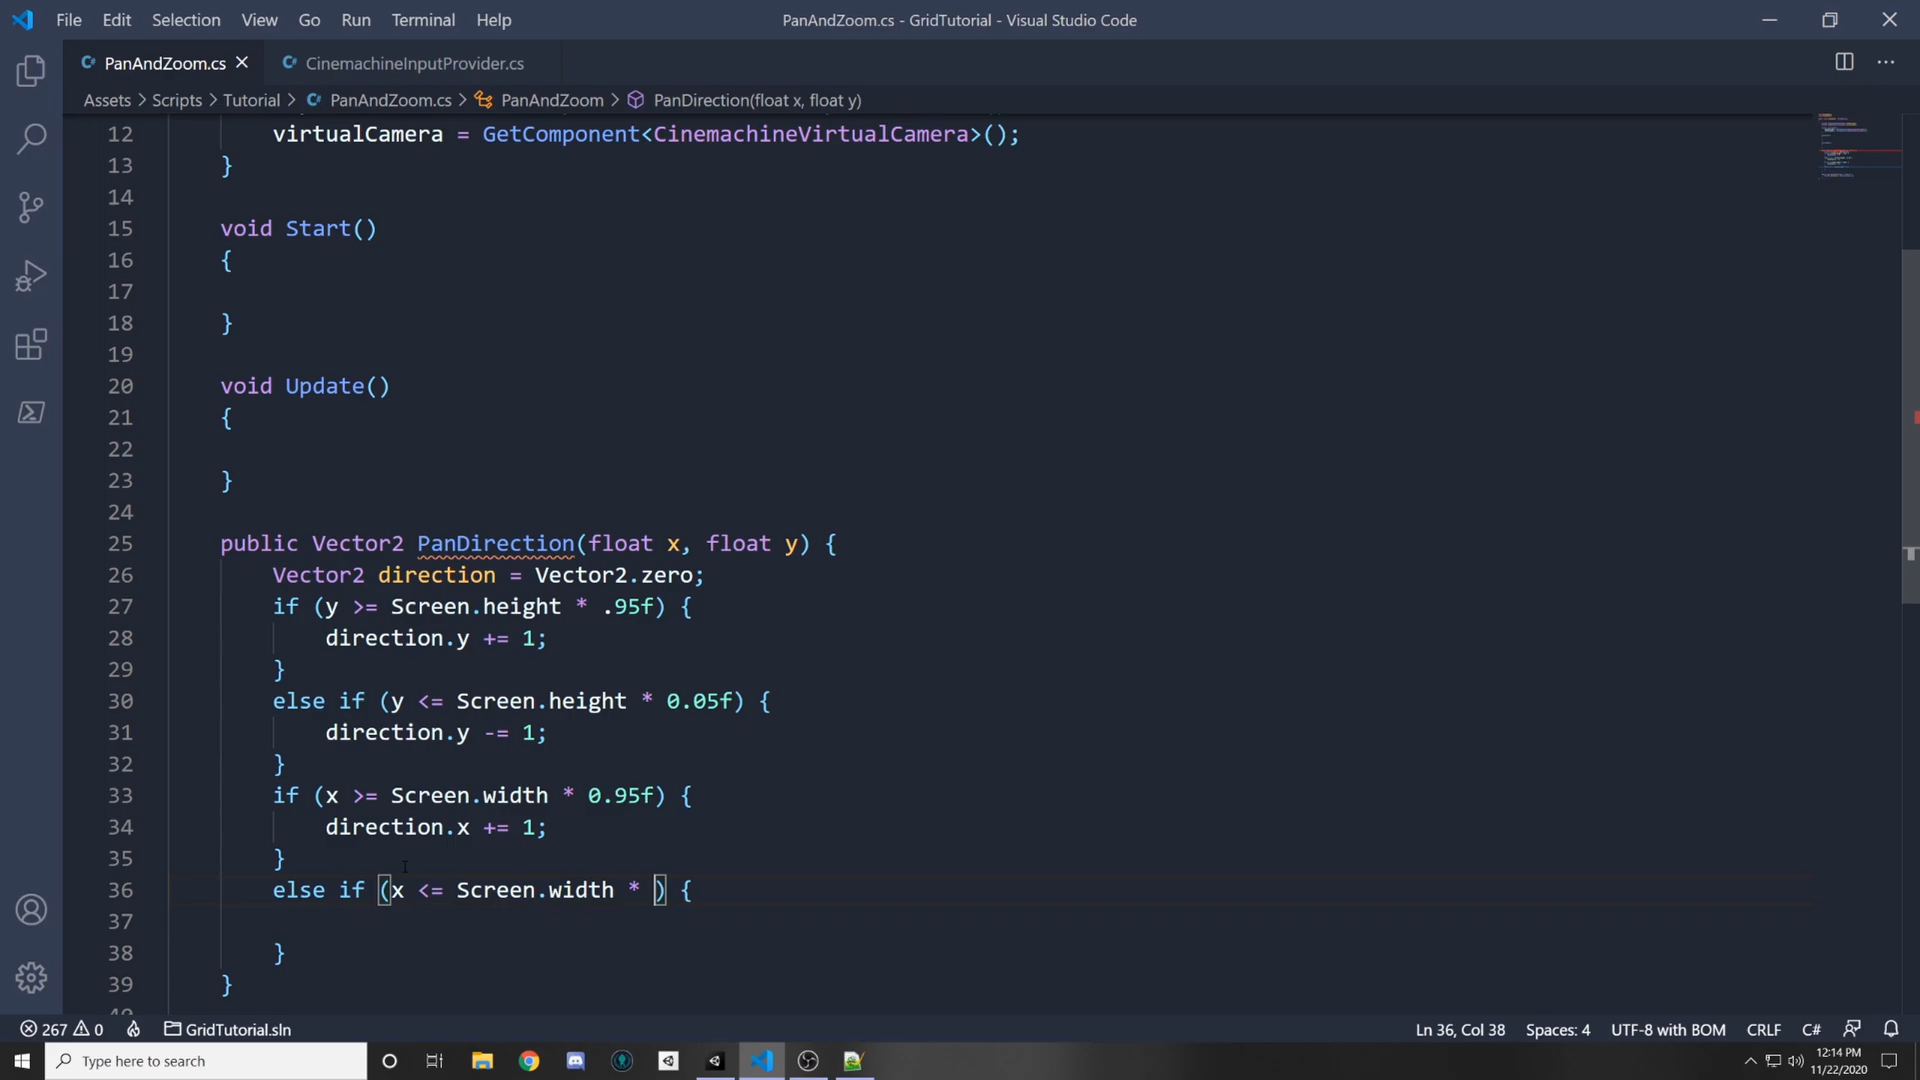 File Edit Selection View Go Run Terminal Help PanAndZoom.cs - GridTutorial - Visual Studio Code
PanAndZoom.cs CinemachineInputProvider.cs
Assets > Scripts > Tutorial > PanAndZoom.cs > PanAndZoom > PanDirection(float x, float y)
12 virtualCamera = GetComponent<CinemachineVirtualCamera>();
13 }
14
15 void Start()
16 {
17
18 }
19
20 void Update()
21 {
22
23 }
24
25 public Vector2 PanDirection(float x, float y) {
26 Vector2 direction = Vector2.zero;
27 if (y >= Screen.height * .95f) {
28 direction.y += 1;
29 }
30 else if (y <= Screen.height * 0.05f) {
31 direction.y -= 1;
32 }
33 if (x >= Screen.width * 0.95f) {
34 direction.x += 1;
35 }
36 else if (x <= Screen.width * ) {
37
38 }
39 }
267 0 GridTutorial.sln Ln 36, Col 38 Spaces: 4 UTF-8 with BOM CRLF C#
Type here to search
12:14 PM
11/22/2020